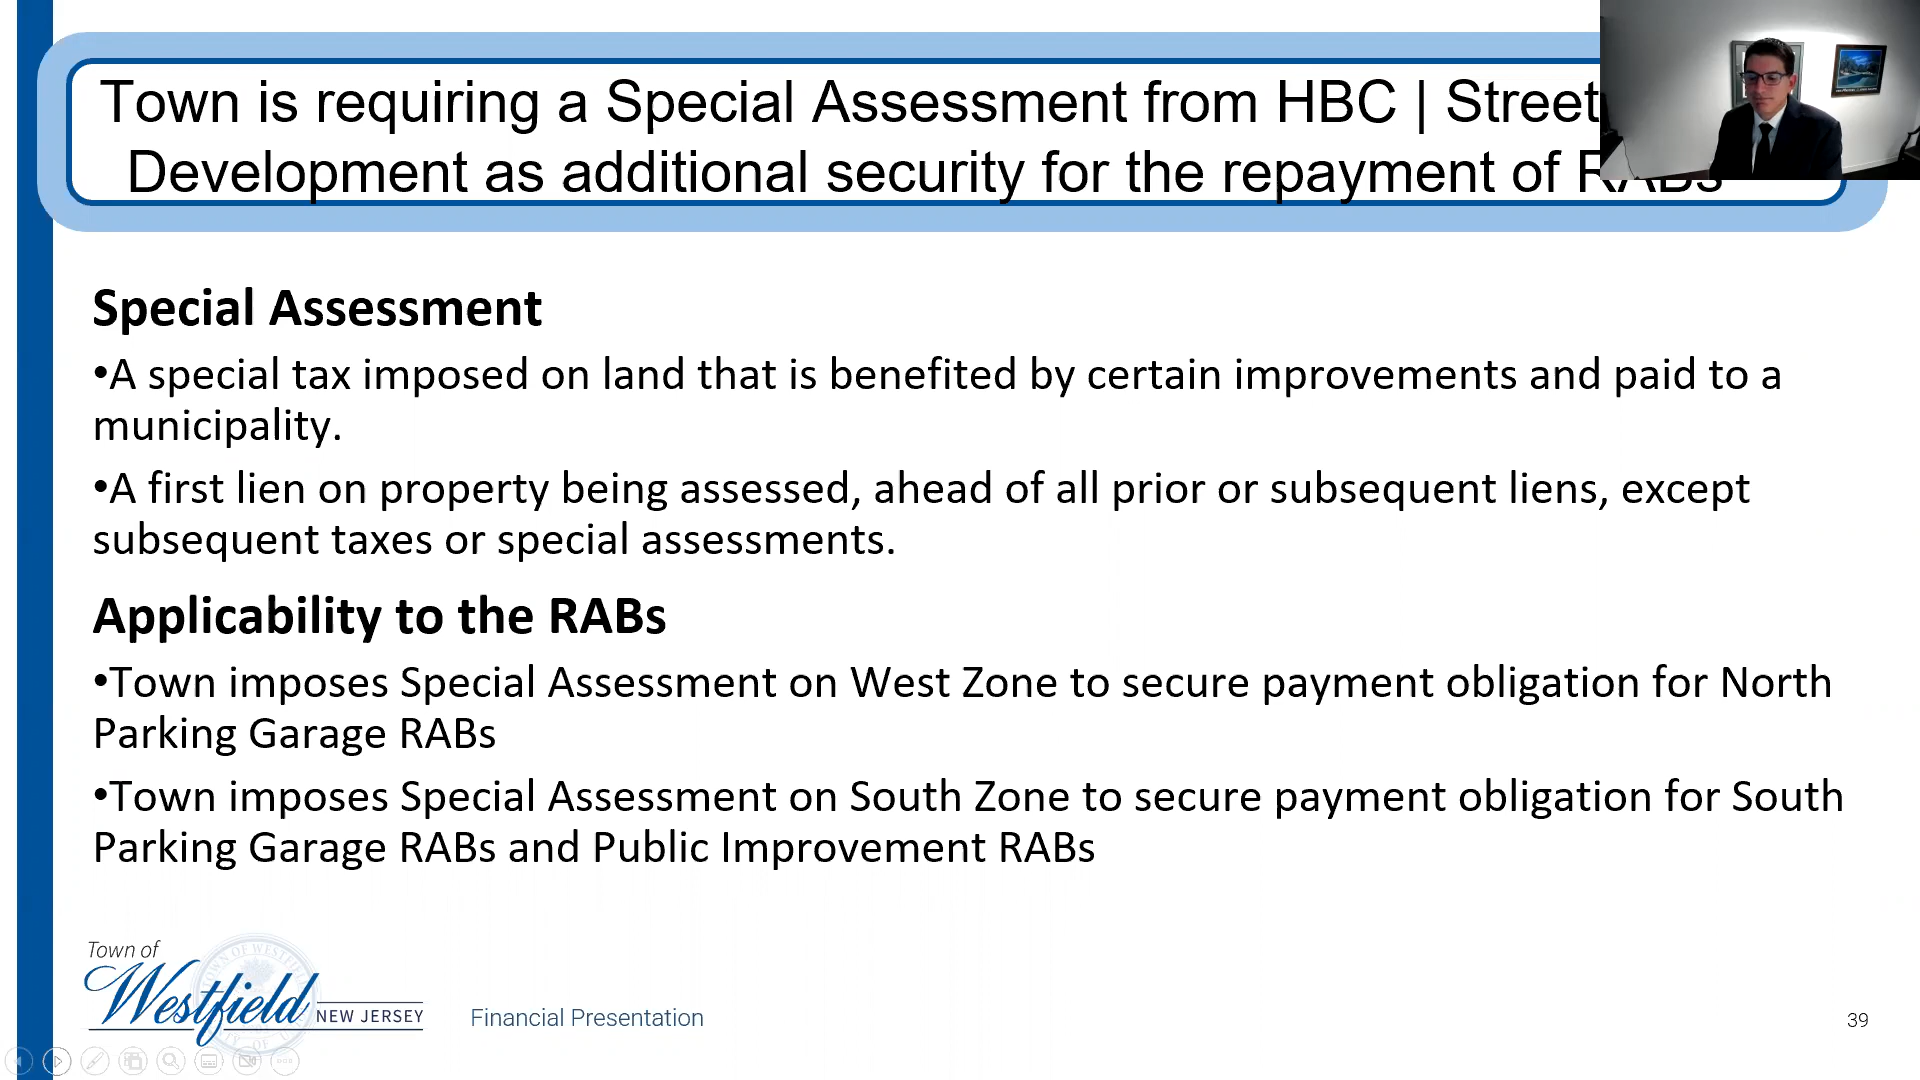 Town is requiring a Special Assessment from HBC | Street
Development as additional security for the repayment of RABs
Special Assessment
•A special tax imposed on land that is benefited by certain improvements and paid to a
municipality.
•A first lien on property being assessed, ahead of all prior or subsequent liens, except
subsequent taxes or special assessments.
Applicability to the RABs
•Town imposes Special Assessment on West Zone to secure payment obligation for North
Parking Garage RABs
•Town imposes Special Assessment on South Zone to secure payment obligation for South
Parking Garage RABs and Public Improvement RABs
Town of
Westfield
NEW JERSEY
Financial Presentation
39